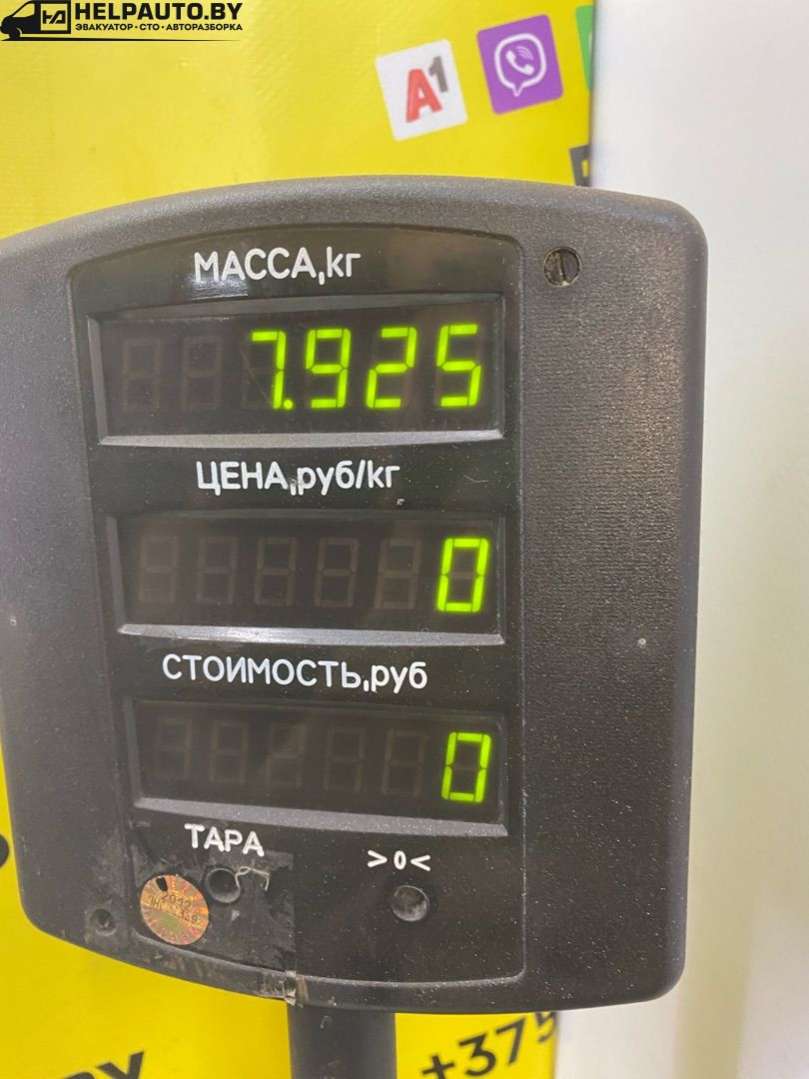 HELPAUTO.BY
ЭВАКУАТОР • СТО • АВТОРАЗБОРКА
A1
МАССА,кг
7.925
ЦЕНА,руб/кг
0
СТОИМОСТЬ,руб
0
ТАРА
>0<
.BY
+375